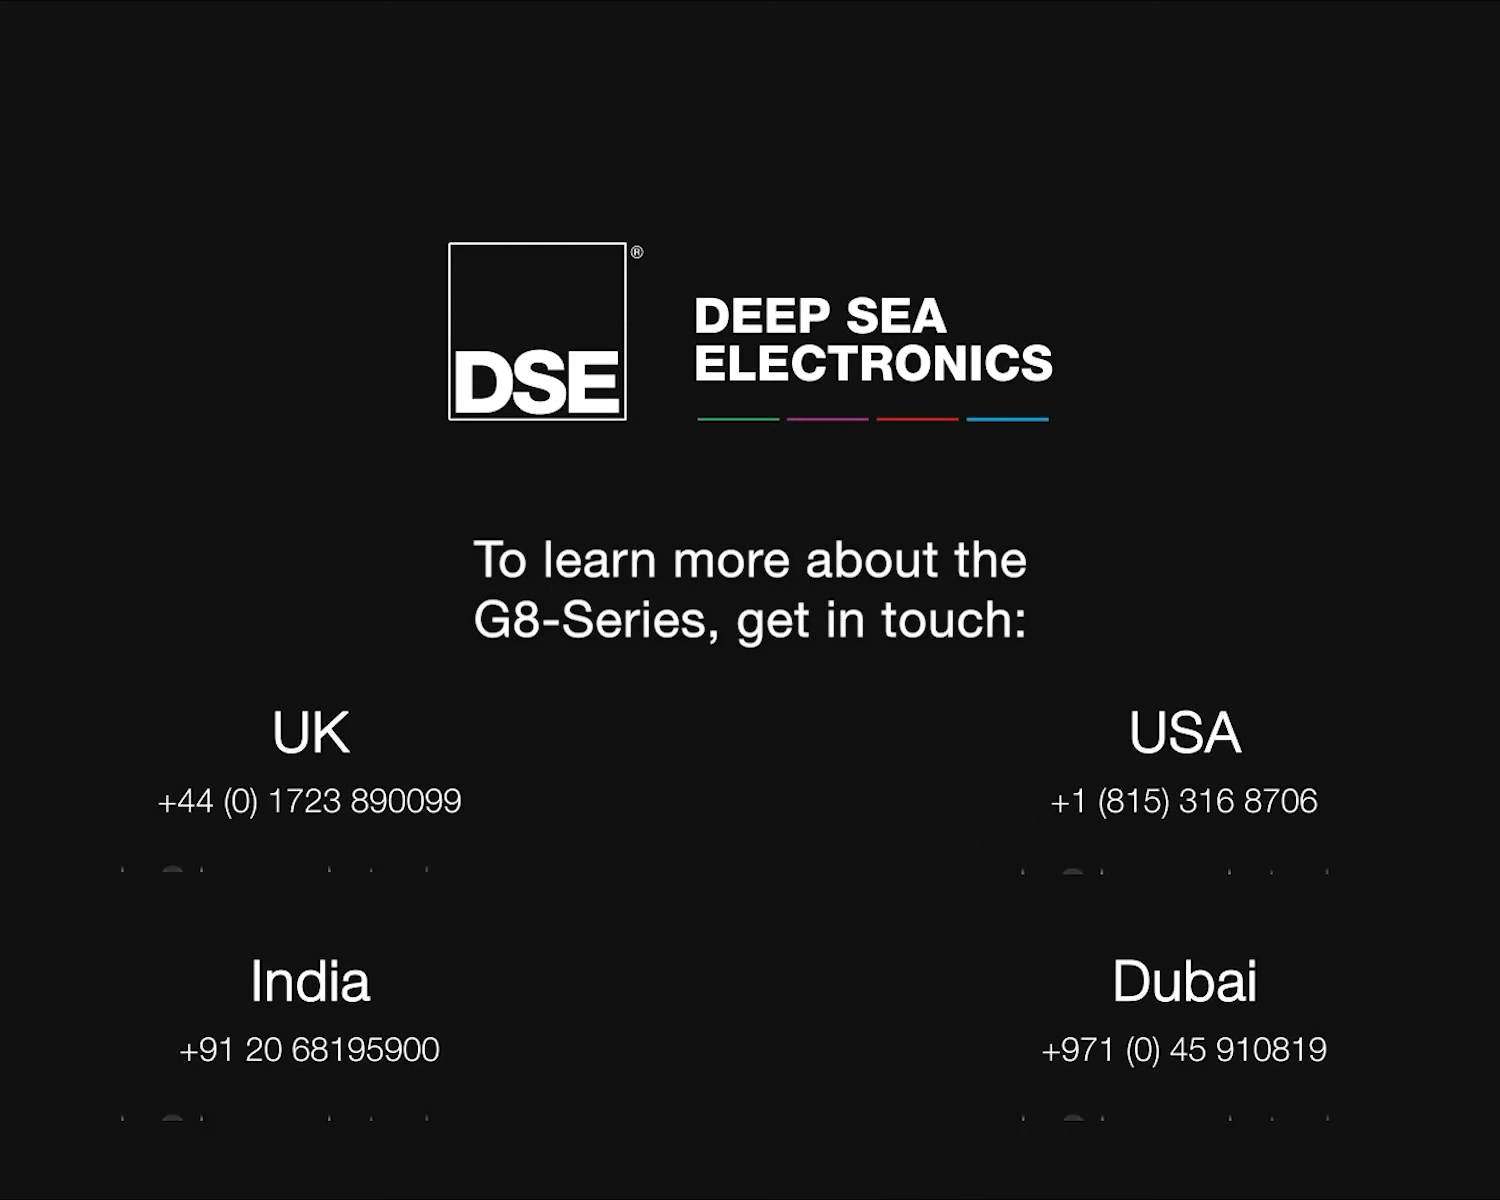 DSE®
DEEP SEA
ELECTRONICS
To learn more about the
G8-Series, get in touch:
UK
+44 (0) 1723 890099
USA
+1 (815) 316 8706
India
+91 20 68195900
Dubai
+971 (0) 45 910819